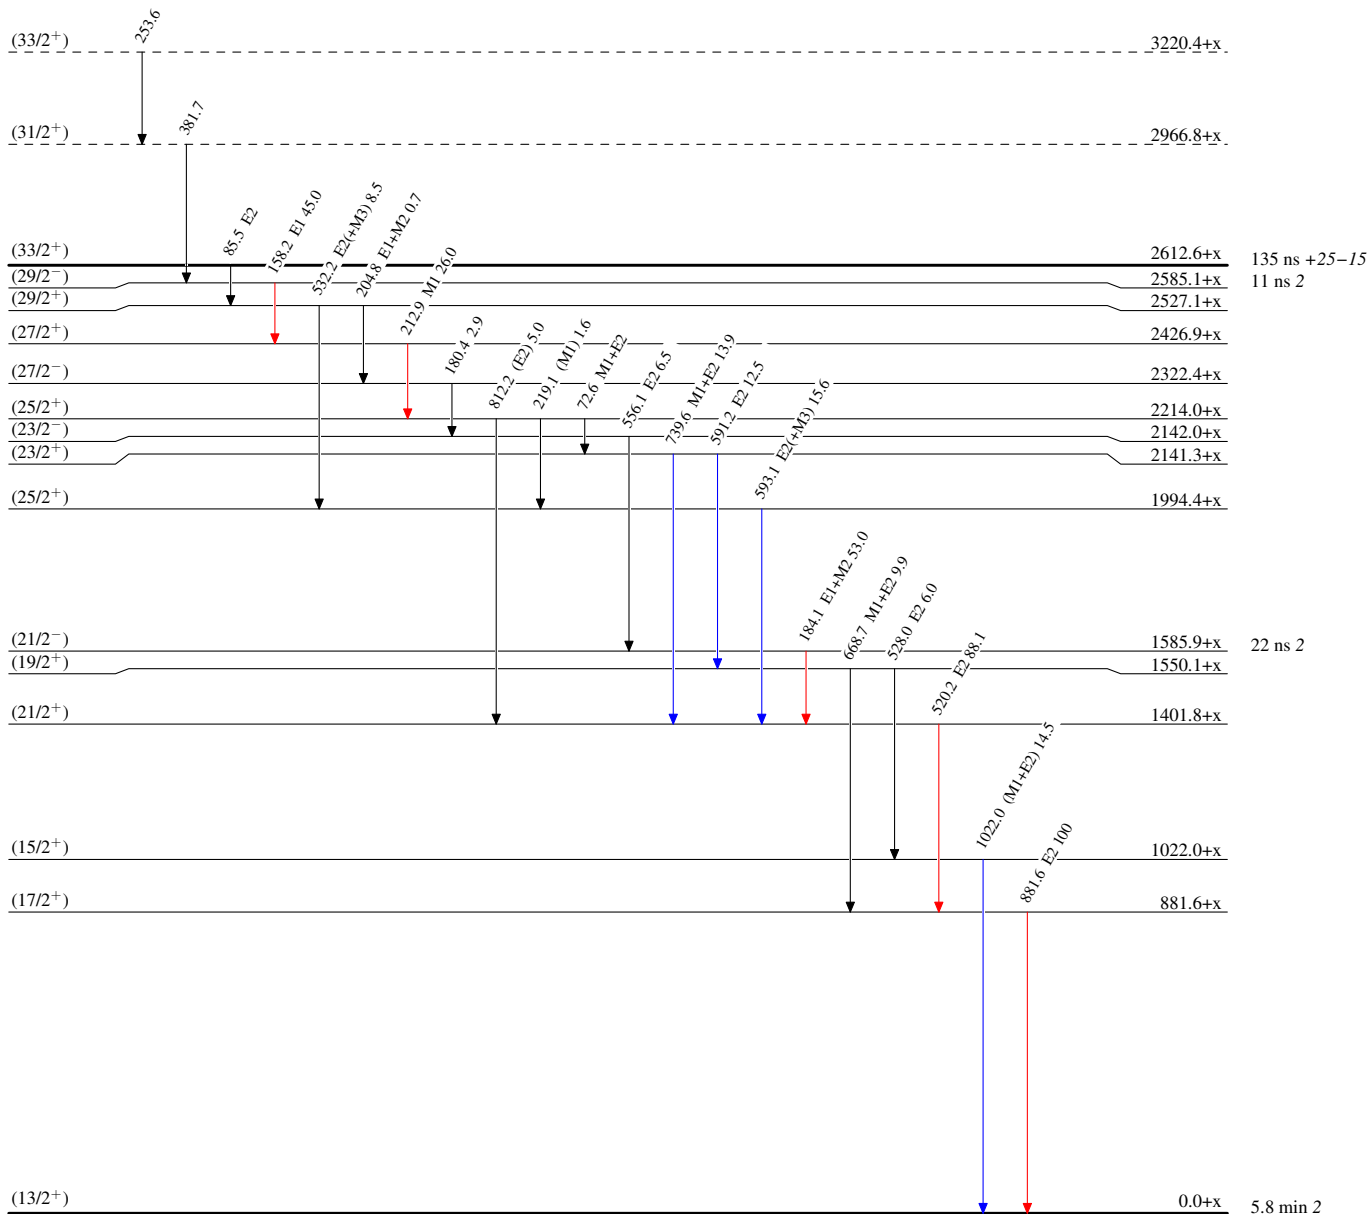 253.6
(33/2+) 3220.4+x
381.7
(31/2+) 2966.8+x
85.5 E2
158.2 E1 45.0
532.2 E2(+M3) 8.5
204.8 E1+M2 0.7
(33/2+) 2612.6+x 135 ns +25−15
(29/2−) 2585.1+x 11 ns 2
(29/2+) 2527.1+x
212.9 M1 26.0
(27/2+) 2426.9+x
180.4 2.9
(27/2−) 2322.4+x
812.2 (E2) 5.0
219.1 (M1) 1.6
72.6 M1+E2
(25/2+) 2214.0+x
556.1 E2 6.5
(23/2−) 2142.0+x
739.6 M1+E2 13.9
591.2 E2 12.5
(23/2+) 2141.3+x
593.1 E2(+M3) 15.6
(25/2+) 1994.4+x
184.1 E1+M2 53.0
(21/2−) 1585.9+x 22 ns 2
668.7 M1+E2 9.9
528.0 E2 6.0
(19/2+) 1550.1+x
520.2 E2 88.1
(21/2+) 1401.8+x
1022.0 (M1+E2) 14.5
(15/2+) 1022.0+x
881.6 E2 100
(17/2+) 881.6+x
(13/2+) 0.0+x 5.8 min 2